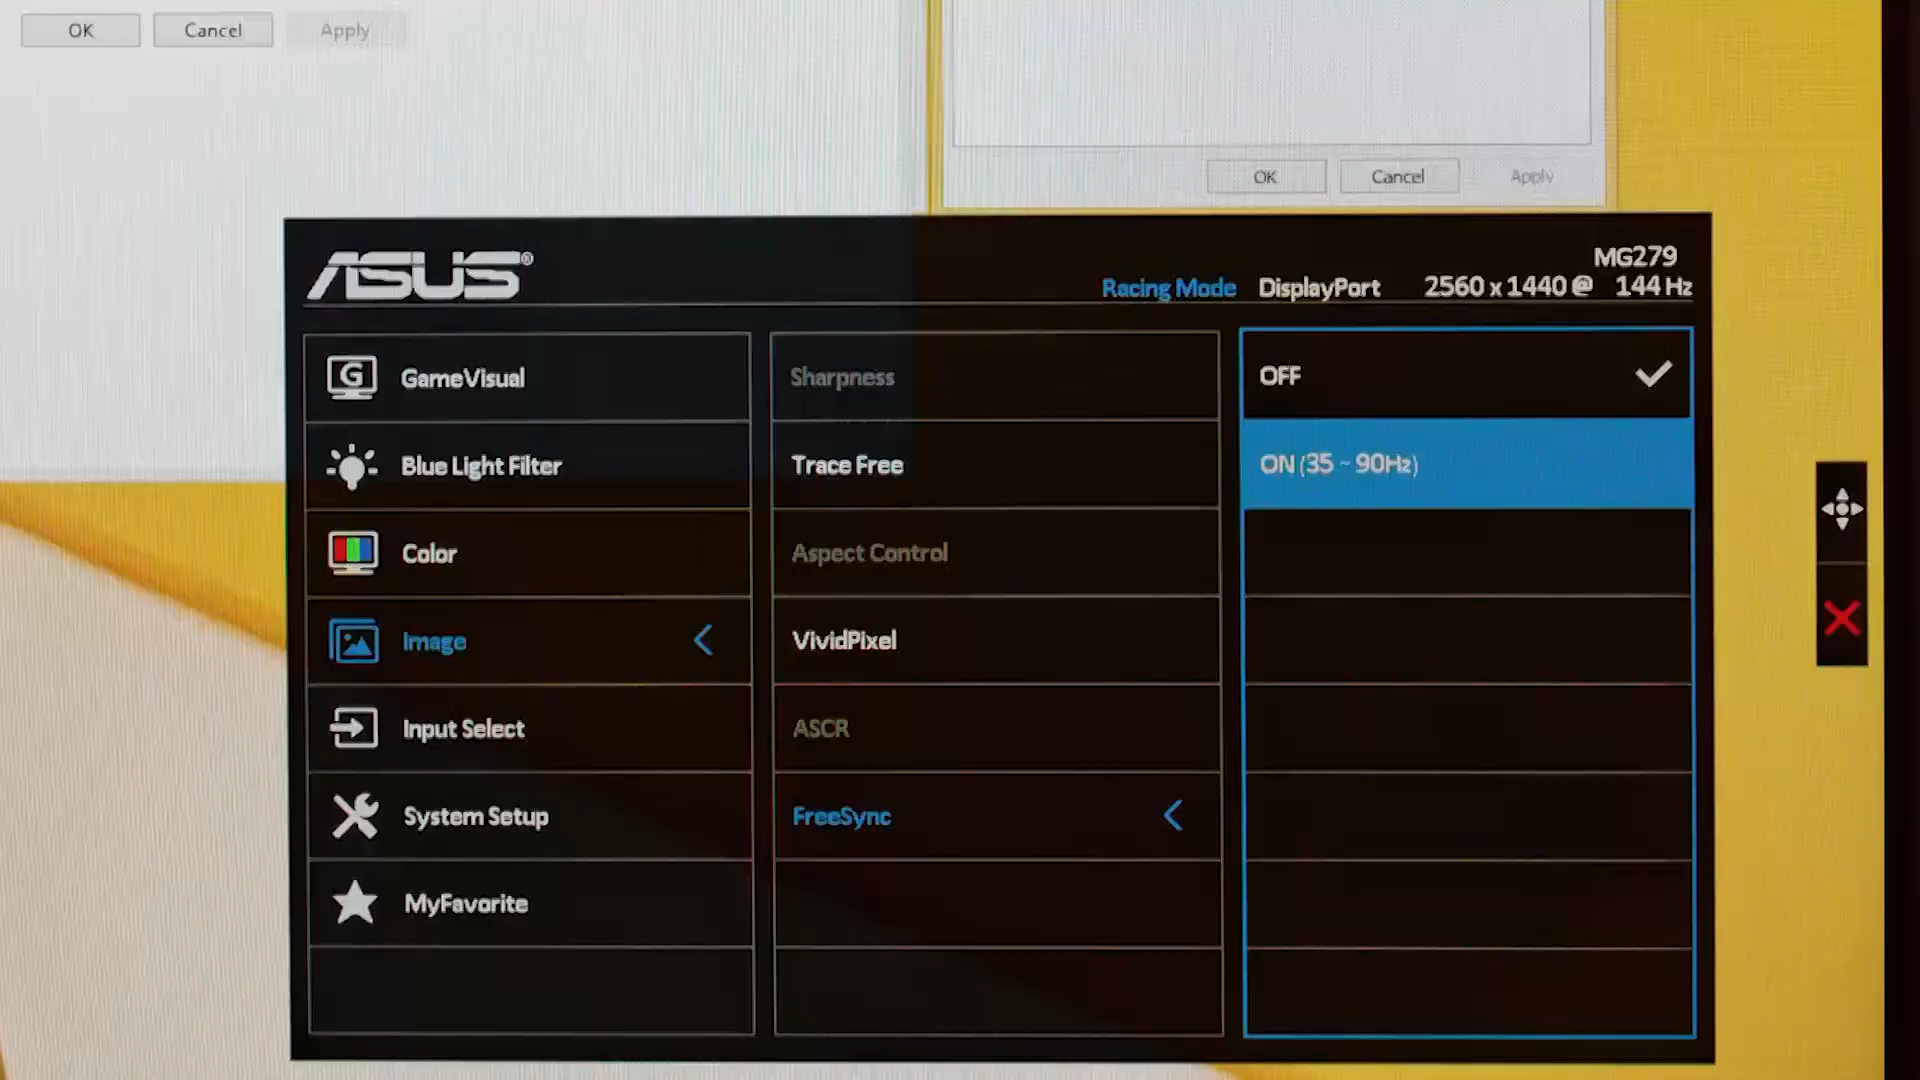 OK Cancel Apply
OK Cancel Apply
ASUS®
MG279
Racing Mode DisplayPort 2560 x 1440 @ 144 Hz
GameVisual
Blue Light Filter
Color
Image
Input Select
System Setup
MyFavorite
Sharpness
Trace Free
Aspect Control
VividPixel
ASCR
FreeSync
OFF
ON (35 ~ 90Hz)